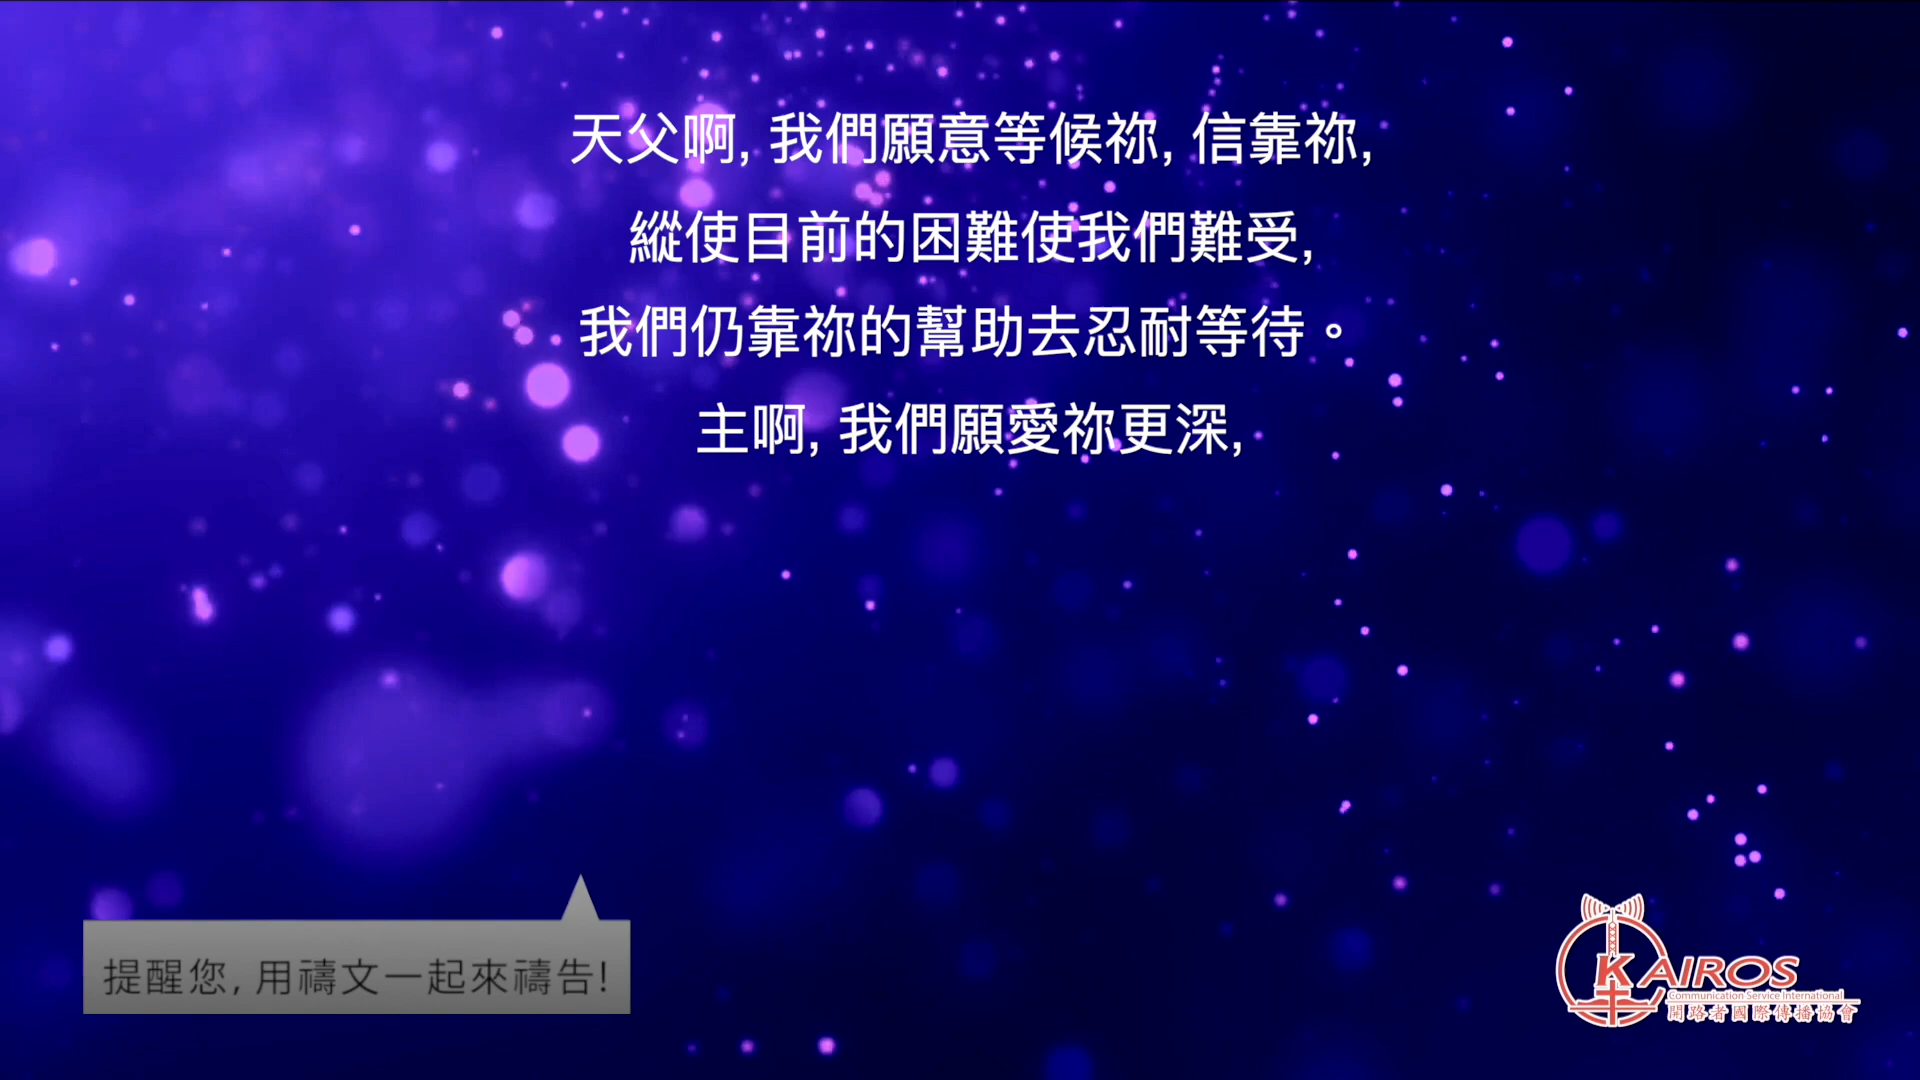 天父啊, 我們願意等候祢, 信靠祢,
縱使目前的困難使我們難受,
我們仍靠祢的幫助去忍耐等待。
主啊, 我們願愛祢更深,
提醒您, 用禱文一起來禱告!
KAIROS
Communication Service International
開路者國際傳播協會